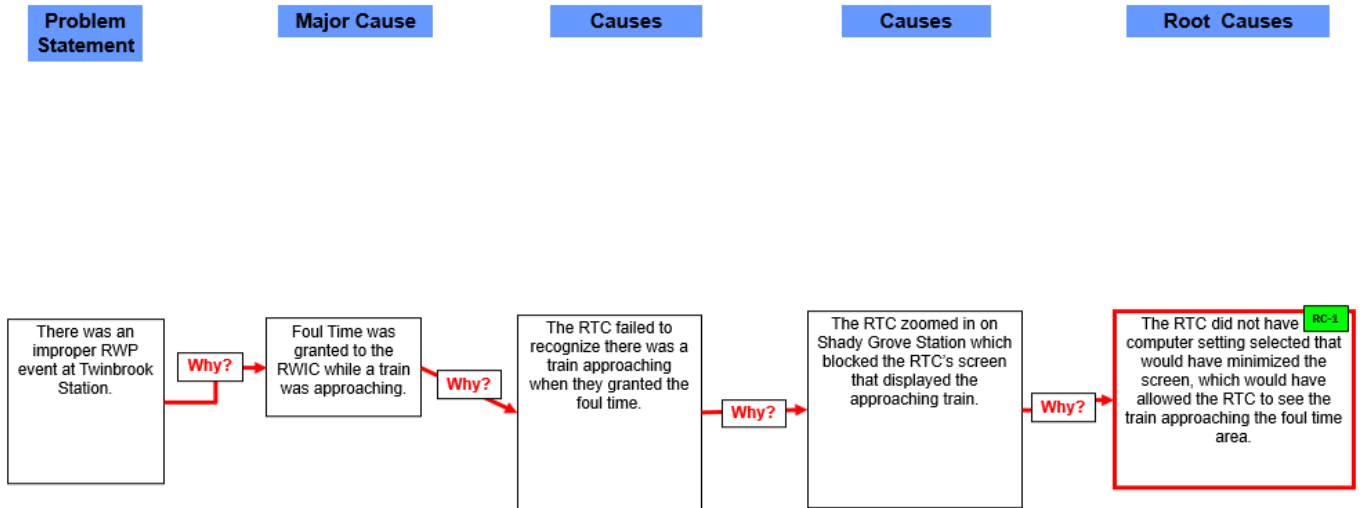 Problem
Statement
Major Cause
Causes
Causes
Root Causes
There was an
improper RWP
event at Twinbrook
Station.
Why?
Foul Time was
granted to the
RWIC while a train
was approaching.
Why?
The RTC failed to
recognize there was a
train approaching
when they granted the
foul time.
Why?
The RTC zoomed in on
Shady Grove Station which
blocked the RTC's screen
that displayed the
approaching train.
Why?
RC-1
The RTC did not have
computer setting selected that
would have minimized the
screen, which would have
allowed the RTC to see the
train approaching the foul time
area.